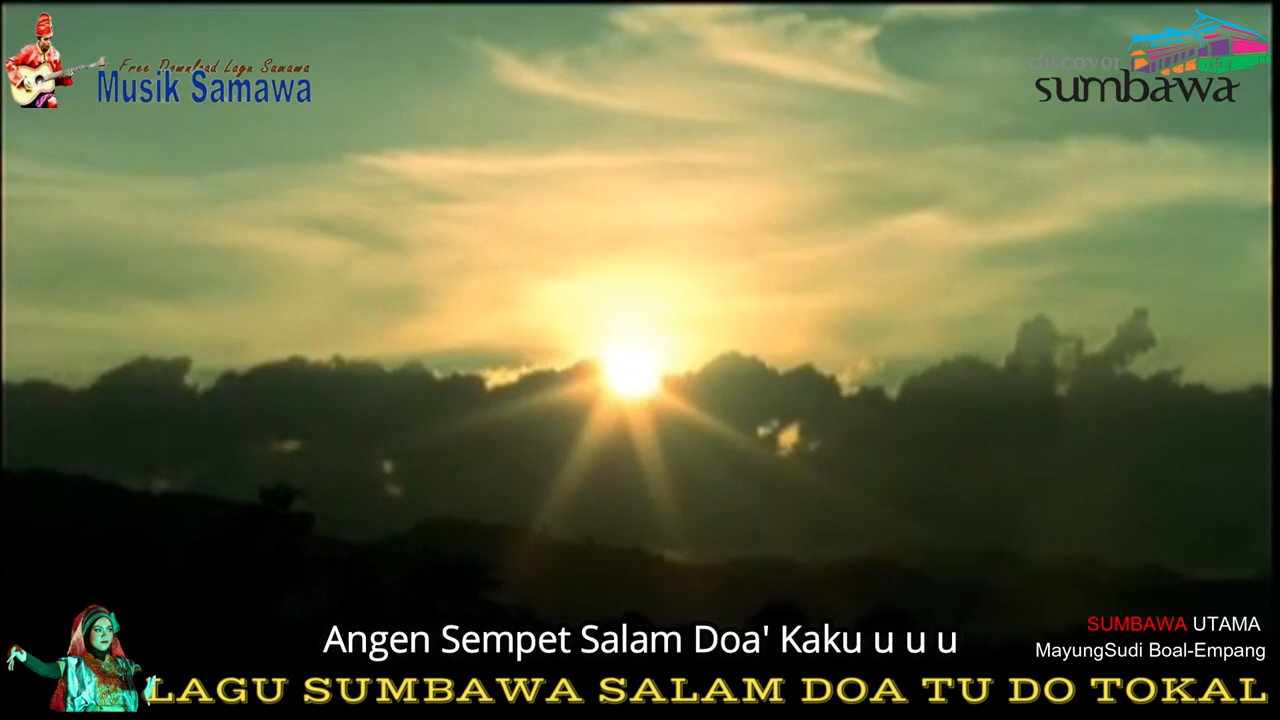 Free Download Lagu Samawa
Musik Samawa
discover
sumbawa
Angen Sempet Salam Doa' Kaku u u u
SUMBAWA UTAMA
MayungSudi Boal-Empang
LAGU SUMBAWA SALAM DOA TU DO TOKAL